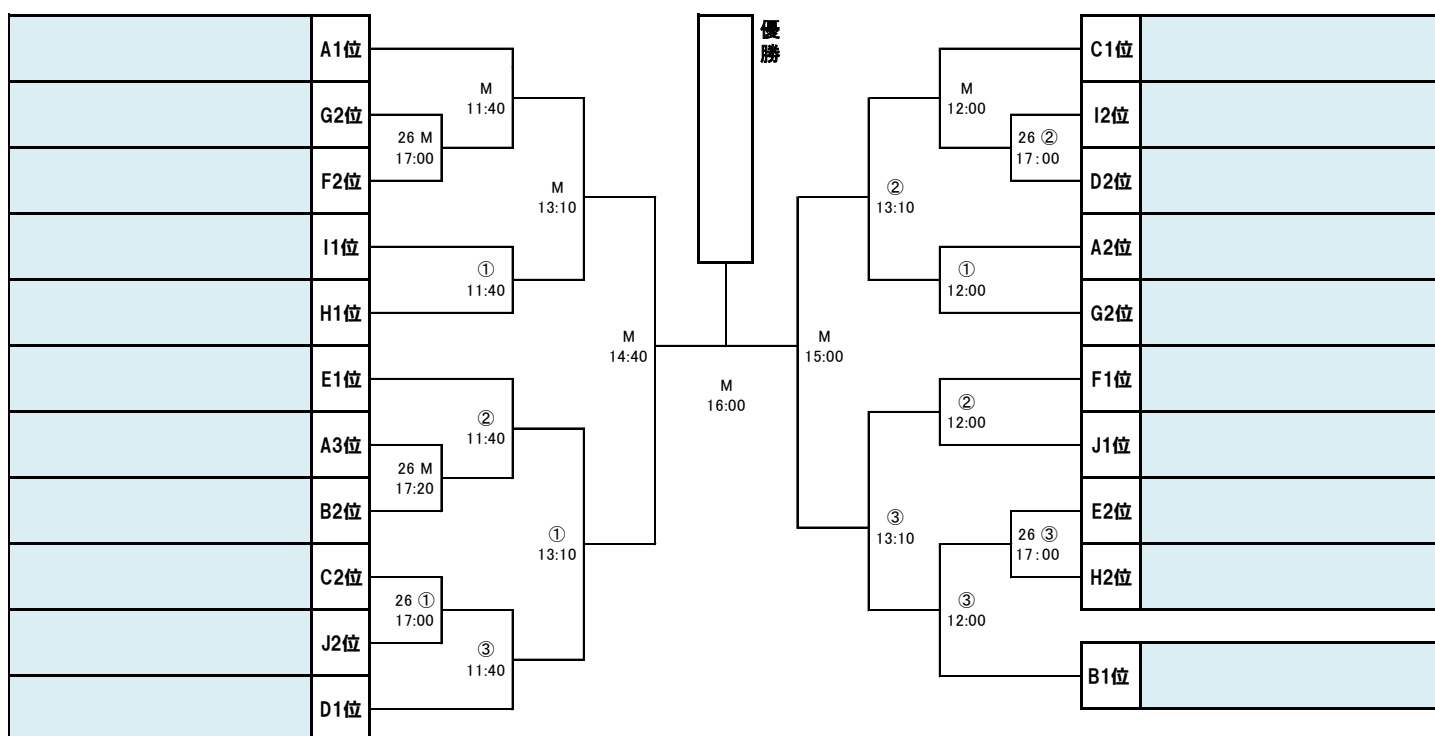 優
勝
A1位
G2位
F2位
I1位
H1位
E1位
A3位
B2位
C2位
J2位
D1位
26 M
17:00
26 M
17:20
26 ①
17:00
M
11:40
①
11:40
②
11:40
③
11:40
M
13:10
①
13:10
M
14:40
M
16:00
M
15:00
②
13:10
③
13:10
M
12:00
①
12:00
②
12:00
③
12:00
26 ②
17:00
26 ③
17:00
C1位
I2位
D2位
A2位
G2位
F1位
J1位
E2位
H2位
B1位